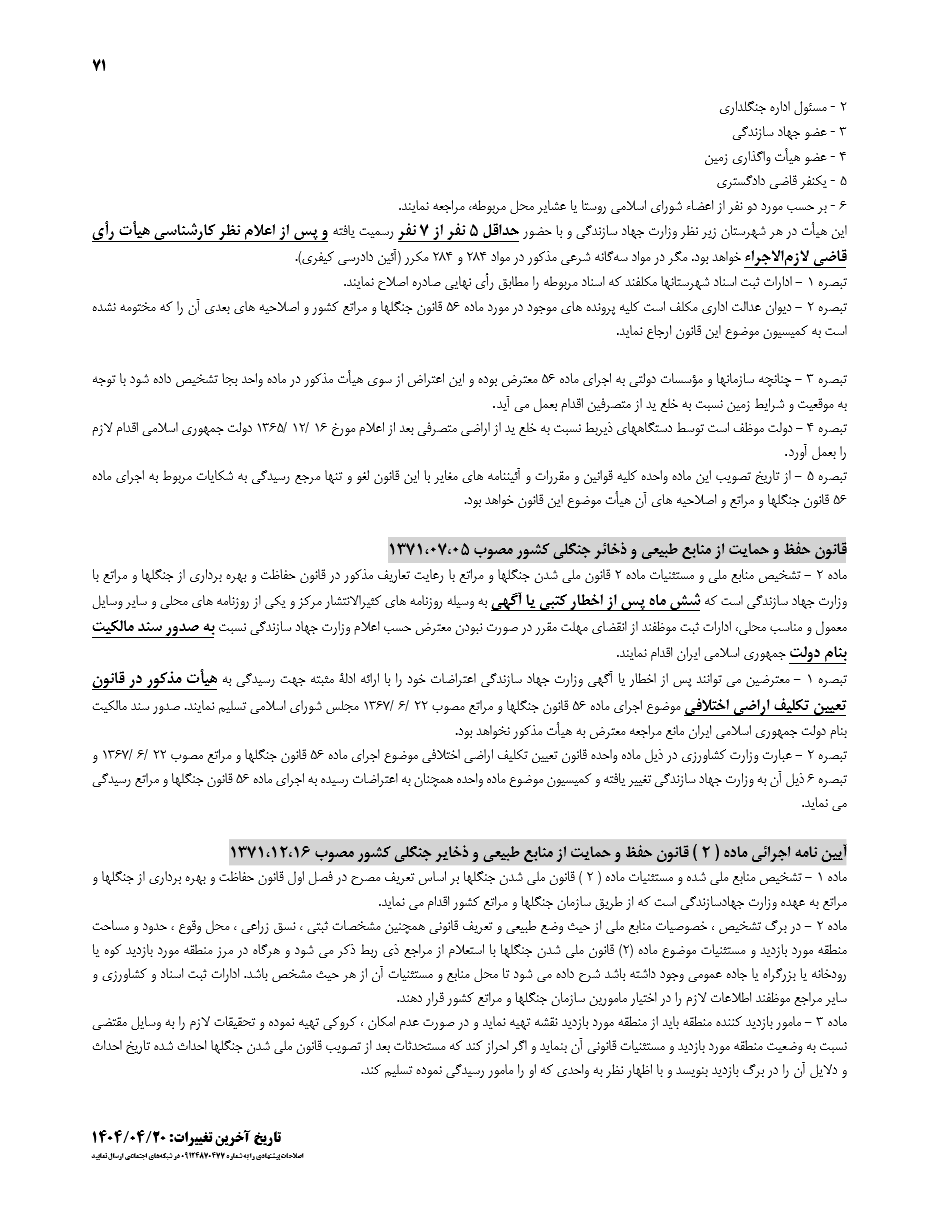 ۷۱
۲ - مسئول اداره جنگلداری
۳ - عضو جهاد سازندگی
۴ - عضو هیأت واگذاری زمین
۵ - یکنفر قاضی دادگستری
۶ - بر حسب مورد دو نفر از اعضاء شورای اسلامی روستا یا عشایر محل مربوطه، مراجعه نمایند.
این هیأت در هر شهرستان زیر نظر وزارت جهاد سازندگی و با حضور حداقل ۵ نفر از ۷ نفر رسمیت یافته و پس از اعلام نظر کارشناسی هیأت رأی
قاضی لازم‌الاجراء خواهد بود. مگر در مواد سه‌گانه شرعی مذکور در مواد ۲۸۴ و ۲۸۴ مکرر (آئین دادرسی کیفری).
تبصره ۱ - ادارات ثبت اسناد شهرستانها مکلفند که اسناد مربوطه را مطابق رأی نهایی صادره اصلاح نمایند.
تبصره ۲ - دیوان عدالت اداری مکلف است کلیه پرونده های موجود در مورد ماده ۵۶ قانون جنگلها و مراتع کشور و اصلاحیه های بعدی آن را که مختومه نشده
است به کمیسیون موضوع این قانون ارجاع نماید.
تبصره ۳ - چنانچه سازمانها و مؤسسات دولتی به اجرای ماده ۵۶ معترض بوده و این اعتراض از سوی هیأت مذکور در ماده واحد بجا تشخیص داده شود با توجه
به موقعیت و شرایط زمین نسبت به خلع ید از متصرفین اقدام بعمل می آید.
تبصره ۴ - دولت موظف است توسط دستگاههای ذیربط نسبت به خلع ید از اراضی متصرفی بعد از اعلام مورخ ۱۶ /۱۲ /۱۳۶۵ دولت جمهوری اسلامی اقدام لازم
را بعمل آورد.
تبصره ۵ - از تاریخ تصویب این ماده واحده کلیه قوانین و مقررات و آئیننامه های مغایر با این قانون لغو و تنها مرجع رسیدگی به شکایات مربوط به اجرای ماده
۵۶ قانون جنگلها و مراتع و اصلاحیه های آن هیأت موضوع این قانون خواهد بود.
قانون حفظ و حمایت از منابع طبیعی و ذخائر جنگلی کشور مصوب ۱۳۷۱،۰۷،۰۵
ماده ۲ - تشخیص منابع ملی و مستثنیات ماده ۲ قانون ملی شدن جنگلها و مراتع با رعایت تعاریف مذکور در قانون حفاظت و بهره برداری از جنگلها و مراتع با
وزارت جهاد سازندگی است که شش ماه پس از اخطار کتبی یا آگهی به وسیله روزنامه های کثیرالانتشار مرکز و یکی از روزنامه های محلی و سایر وسایل
معمول و مناسب محلی، ادارات ثبت موظفند از انقضای مهلت مقرر در صورت نبودن معترض حسب اعلام وزارت جهاد سازندگی نسبت به صدور سند مالکیت
بنام دولت جمهوری اسلامی ایران اقدام نمایند.
تبصره ۱ - معترضین می توانند پس از اخطار یا آگهی وزارت جهاد سازندگی اعتراضات خود را با ارائه ادلهٔ مثبته جهت رسیدگی به هیأت مذکور در قانون
تعیین تکلیف اراضی اختلافی موضوع اجرای ماده ۵۶ قانون جنگلها و مراتع مصوب ۲۲ /۶ /۱۳۶۷ مجلس شورای اسلامی تسلیم نمایند. صدور سند مالکیت
بنام دولت جمهوری اسلامی ایران مانع مراجعه معترض به هیأت مذکور نخواهد بود.
تبصره ۲ - عبارت وزارت کشاورزی در ذیل ماده واحده قانون تعیین تکلیف اراضی اختلافی موضوع اجرای ماده ۵۶ قانون جنگلها و مراتع مصوب ۲۲ /۶ /۱۳۶۷ و
تبصره ۶ ذیل آن به وزارت جهاد سازندگی تغییر یافته و کمیسیون موضوع ماده واحده همچنان به اعتراضات رسیده به اجرای ماده ۵۶ قانون جنگلها و مراتع رسیدگی
می نماید.
آیین نامه اجرائی ماده ( ۲ ) قانون حفظ و حمایت از منابع طبیعی و ذخایر جنگلی کشور مصوب ۱۳۷۱،۱۲،۱۶
ماده ۱ - تشخیص منابع ملی شده و مستثنیات ماده ( ۲ ) قانون ملی شدن جنگلها بر اساس تعریف مصرح در فصل اول قانون حفاظت و بهره برداری از جنگلها و
مراتع به عهده وزارت جهادسازندگی است که از طریق سازمان جنگلها و مراتع کشور اقدام می نماید.
ماده ۲ - در برگ تشخیص ، خصوصیات منابع ملی از حیث وضع طبیعی و تعریف قانونی همچنین مشخصات ثبتی ، نسق زراعی ، محل وقوع ، حدود و مساحت
منطقه مورد بازدید و مستثنیات موضوع ماده (۲) قانون ملی شدن جنگلها با استعلام از مراجع ذی ربط ذکر می شود و هرگاه در مرز منطقه مورد بازدید کوه یا
رودخانه یا بزرگراه یا جاده عمومی وجود داشته باشد شرح داده می شود تا محل منابع و مستثنیات آن از هر حیث مشخص باشد. ادارات ثبت اسناد و کشاورزی و
سایر مراجع موظفند اطلاعات لازم را در اختیار مامورین سازمان جنگلها و مراتع کشور قرار دهند.
ماده ۳ - مامور بازدید کننده منطقه باید از منطقه مورد بازدید نقشه تهیه نماید و در صورت عدم امکان ، کروکی تهیه نموده و تحقیقات لازم را به وسایل مقتضی
نسبت به وضعیت منطقه مورد بازدید و مستثنیات قانونی آن بنماید و اگر احراز کند که مستحدثات بعد از تصویب قانون ملی شدن جنگلها احداث شده تاریخ احداث
و دلایل آن را در برگ بازدید بنویسد و با اظهار نظر به واحدی که او را مامور رسیدگی نموده تسلیم کند.
تاریخ آخرین تغییرات: ۱۴۰۴/۰۴/۲۰
اصلاحات پیشنهادی را به شماره ۰۹۱۲۴۸۷۰۴۷۷ در شبکه‌های اجتماعی ارسال نمایید